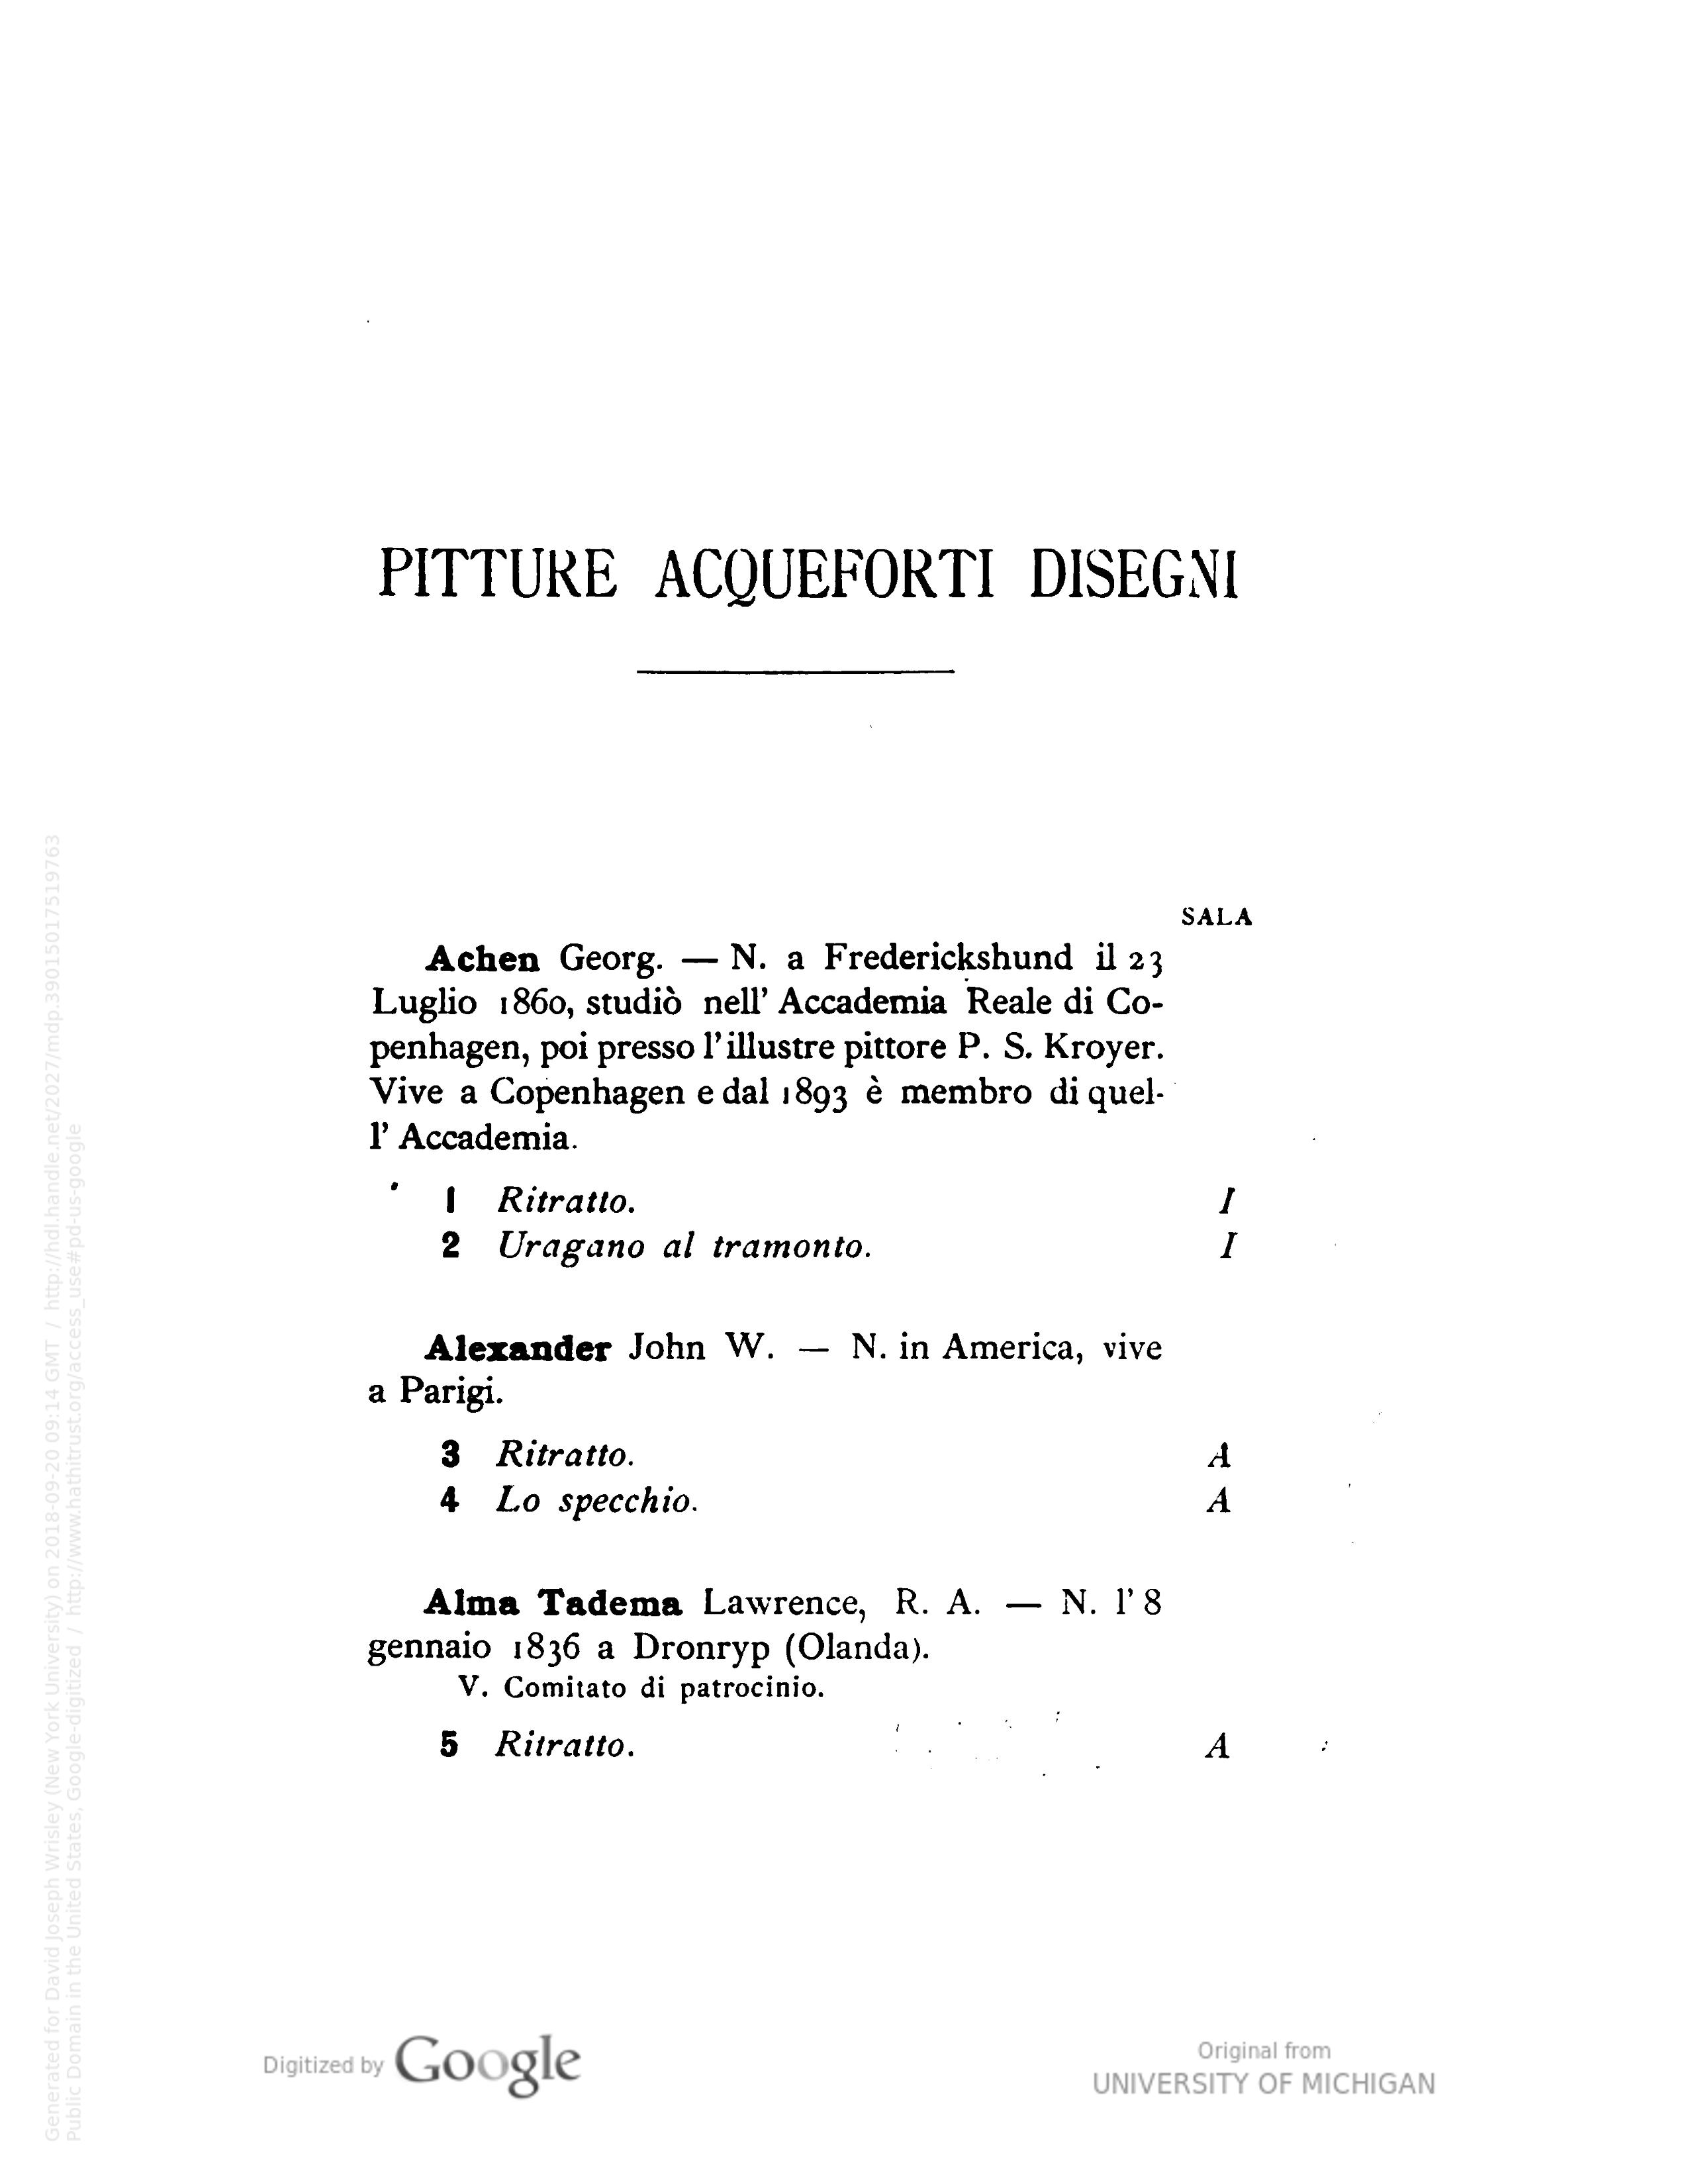 PITTURE ACQUEFORTI DISEGNI
SALA
Achen Georg. — N. a Frederickshund il 23
Luglio 1860, studiò nell' Accademia Reale di Co-
penhagen, poi presso l'illustre pittore P. S. Kroyer.
Vive a Copenhagen e dal 1893 è membro di quel-
l' Accademia.
1 Ritratto. I
2 Uragano al tramonto. I
Alexander John W. — N. in America, vive
a Parigi.
3 Ritratto. A
4 Lo specchio. A
Alma Tadema Lawrence, R. A. — N. l' 8
gennaio 1836 a Dronryp (Olanda).
V. Comitato di patrocinio.
5 Ritratto. A
Generated for David Joseph Wrisley (New York University) on 2018-09-20 09:14 GMT / http://hdl.handle.net/2027/mdp.39015017519763
Public Domain in the United States, Google-digitized / http://www.hathitrust.org/access_use#pd-us-google
Digitized by Google
Original from
UNIVERSITY OF MICHIGAN